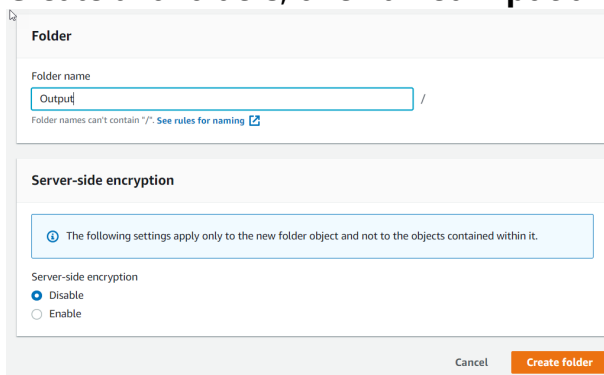 Folder
Folder name
Output
/
Folder names can't contain "/". See rules for naming
Server-side encryption
The following settings apply only to the new folder object and not to the objects contained within it.
Server-side encryption
Disable
Enable
Cancel Create folder